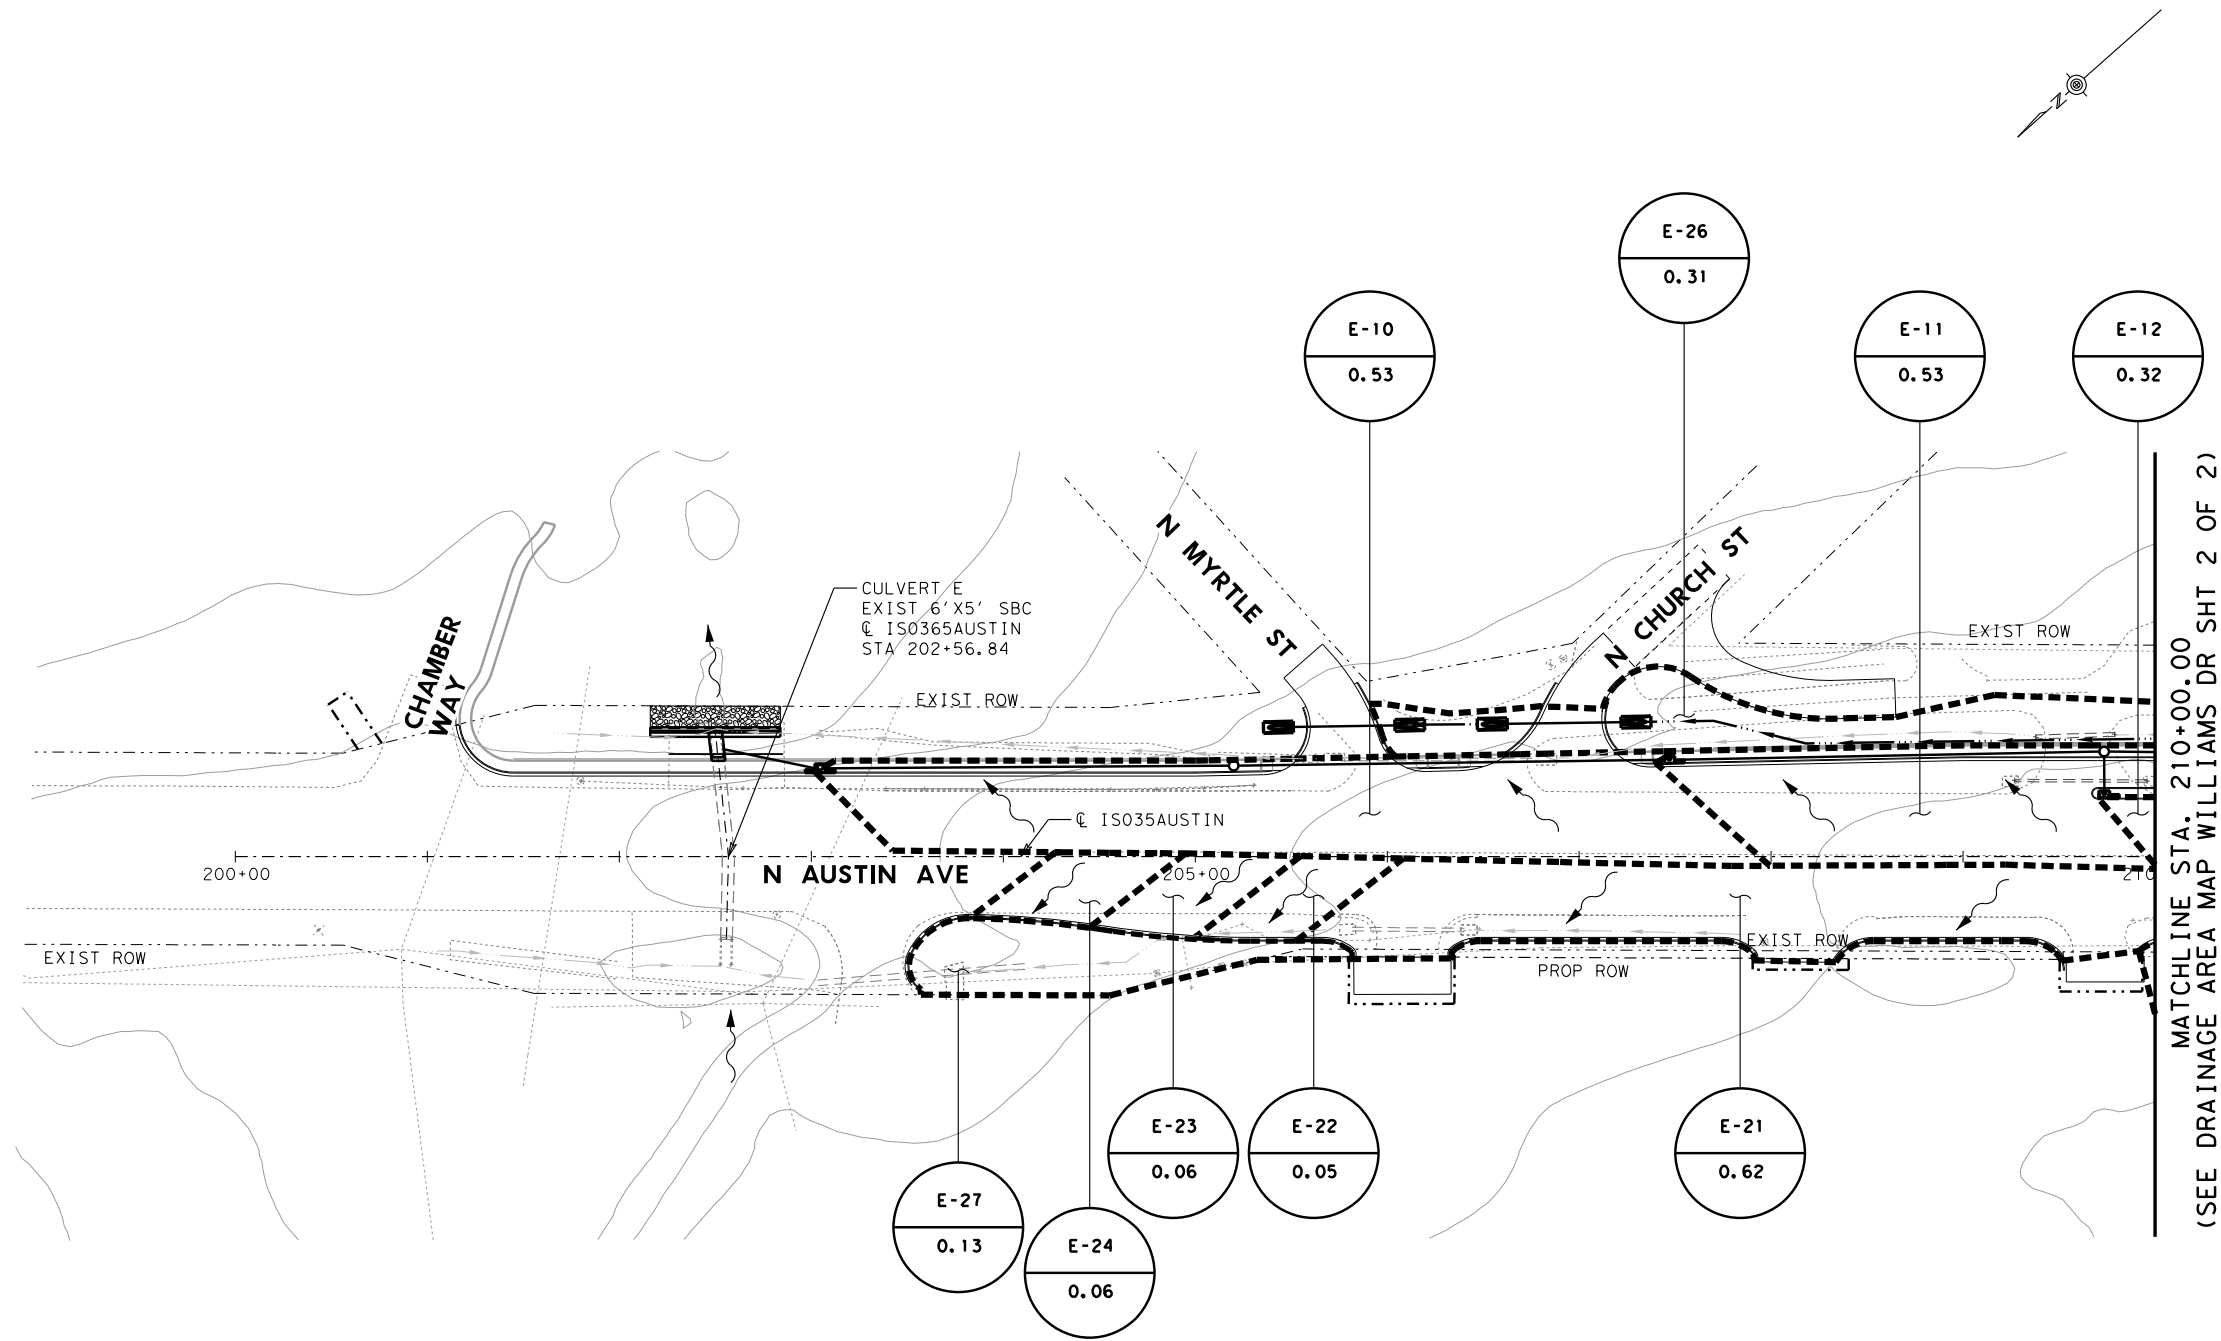 N
E-26
0.31
E-10
0.53
E-11
0.53
E-12
0.32
N MYRTLE ST
N CHURCH ST
CHAMBER
WAY
CULVERT E
EXIST 6'X5' SBC
℄ IS0365AUSTIN
STA 202+56.84
EXIST ROW
EXIST ROW
℄ IS035AUSTIN
200+00
N AUSTIN AVE
205+00
210
EXIST ROW
EXIST ROW
PROP ROW
E-27
0.13
E-24
0.06
E-23
0.06
E-22
0.05
E-21
0.62
MATCHLINE STA. 210+00.00
(SEE DRAINAGE AREA MAP WILLIAMS DR SHT 2 OF 2)